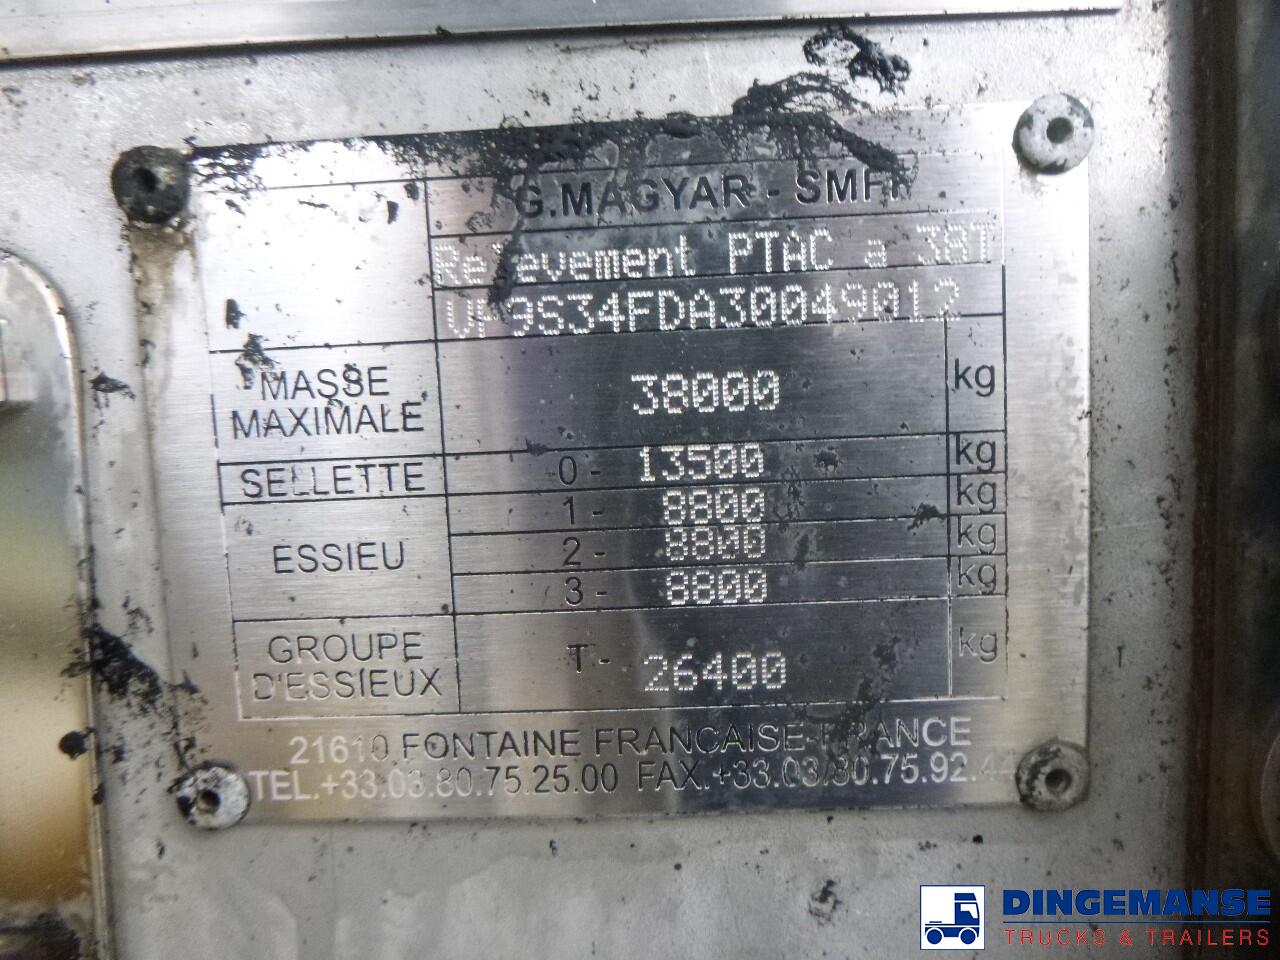 G.MAGYAR - SMFF
Relevement PTAC a 38T
VF9S34FDA30049012
MASSE MAXIMALE 38000 kg
SELLETTE 0 - 13500 kg
ESSIEU 1 - 8800 kg
2 - 8800 kg
3 - 8800 kg
GROUPE D'ESSIEUX T - 26400 kg
21610 FONTAINE FRANCAISE-FRANCE
TEL.+33.03.80.75.25.00 FAX.+33.03.80.75.92.44
DINGEMANSE
TRUCKS & TRAILERS